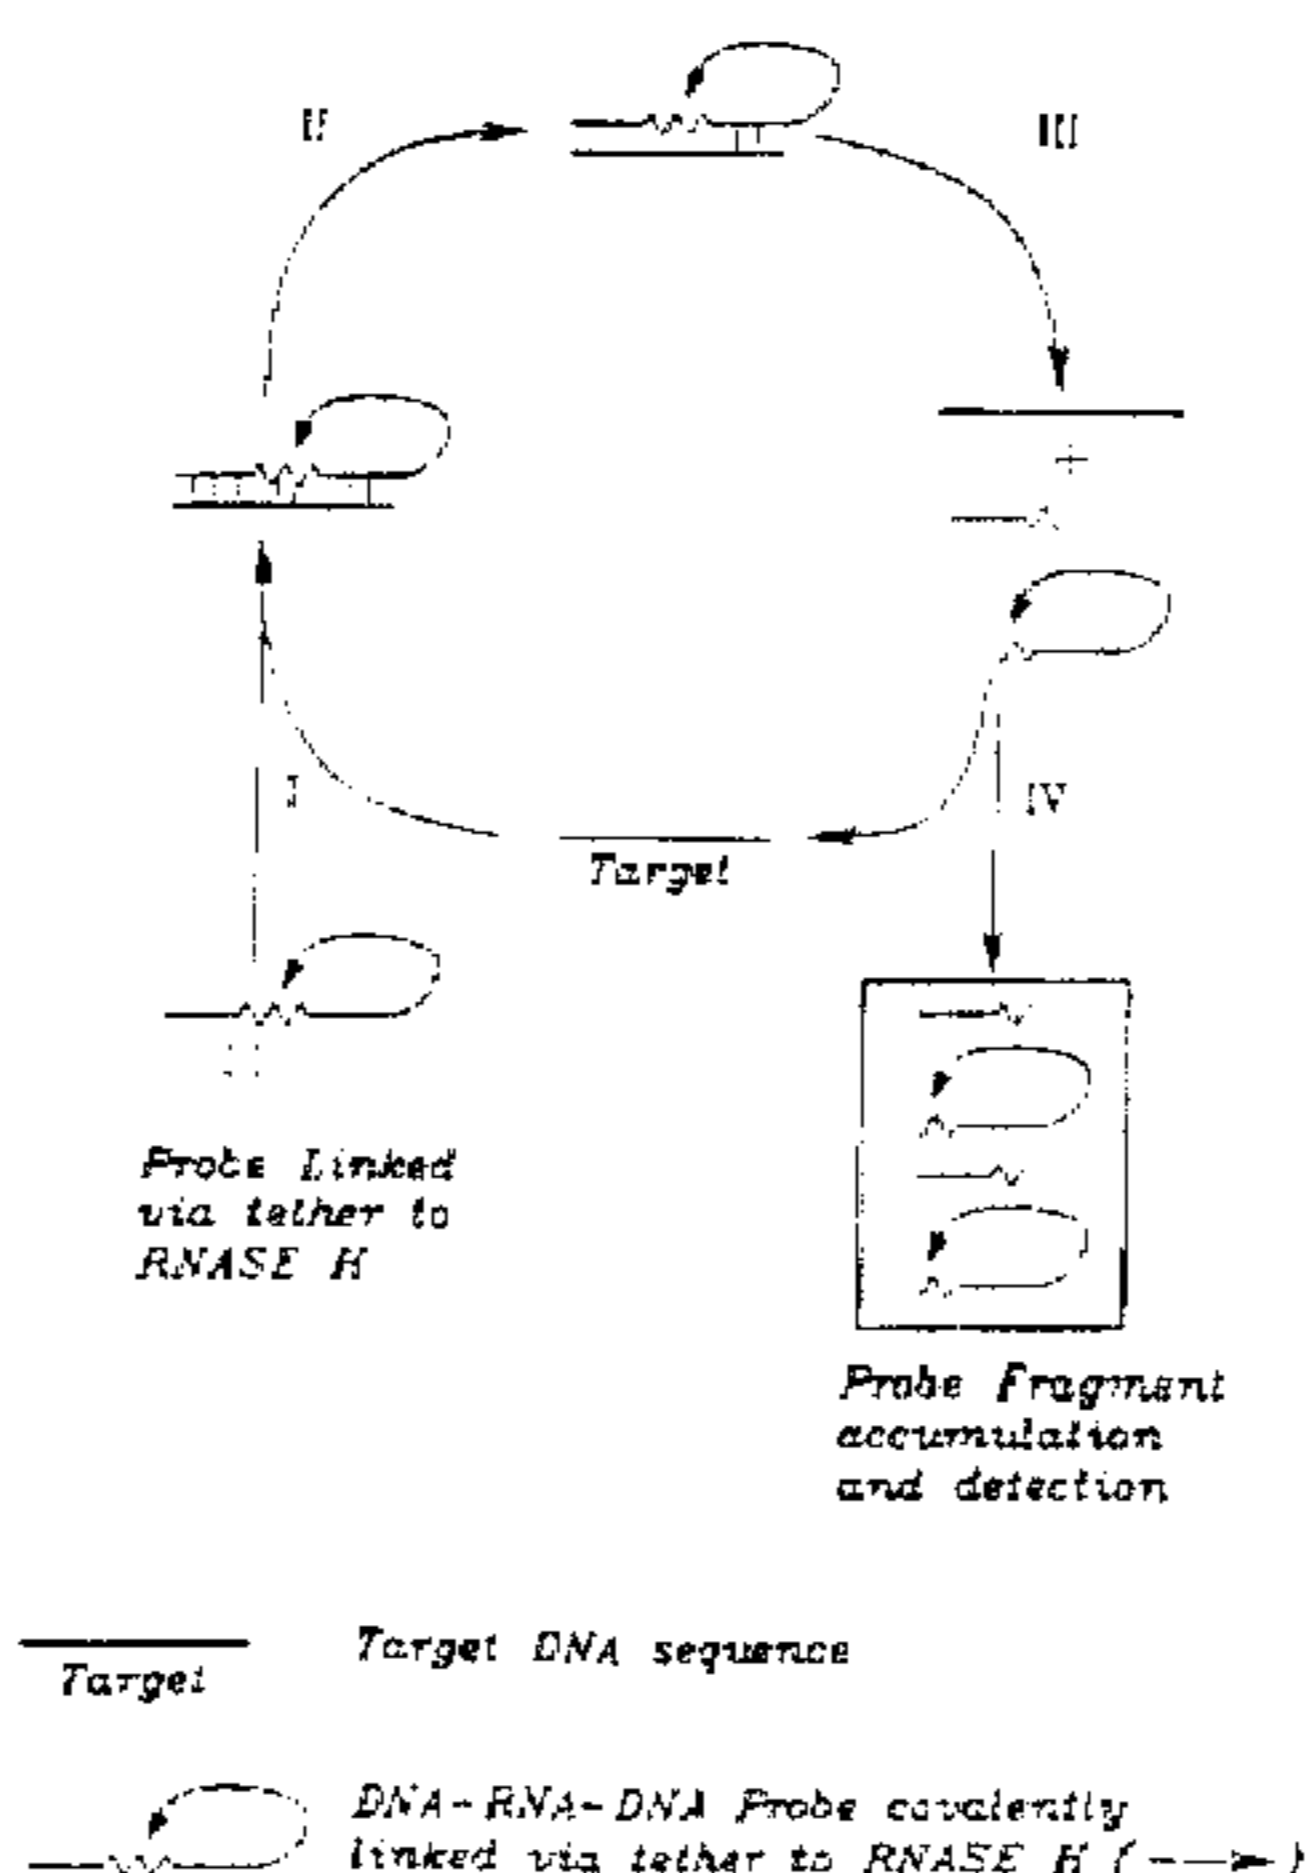 II
III
I
IV
Target
Probe Linked
via tether to
RNASE H
Probe Fragment
accumulation
and detection
Target DNA sequence
Target
DNA-RNA-DNA Probe covalently
linked via tether to RNASE H (
)